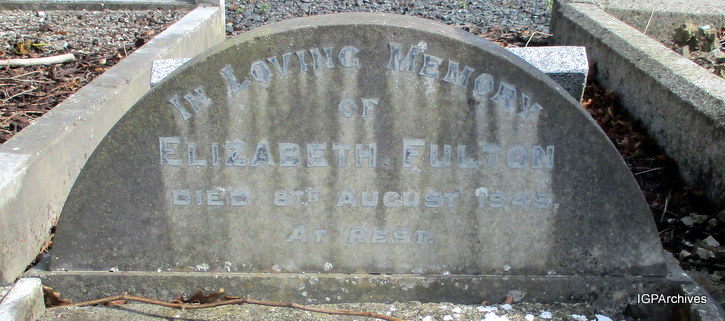 IN LOVING MEMORY
OF
ELIZABETH FULTON
DIED 8TH AUGUST 1945.
AT REST.
IGPArchives